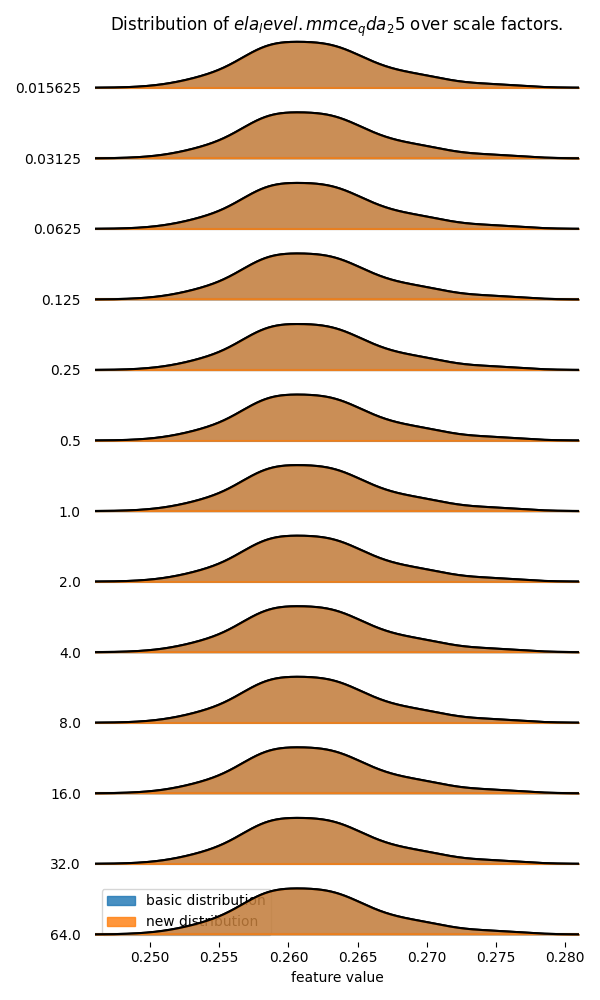 Distribution of elaₗevel.mmce_qda₂5 over scale factors.
0.015625
0.03125
0.0625
0.125
0.25
0.5
1.0
2.0
4.0
8.0
16.0
32.0
basic distribution
new distribution
64.0
0.250 0.255 0.260 0.265 0.270 0.275 0.280
feature value